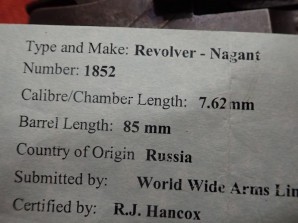 Type and Make: Revolver - Nagant
Number: 1852
Calibre/Chamber Length: 7.62 mm
Barrel Length: 85 mm
Country of Origin Russia
Submitted by: World Wide Arms Lim
Certified by: R.J. Hancox